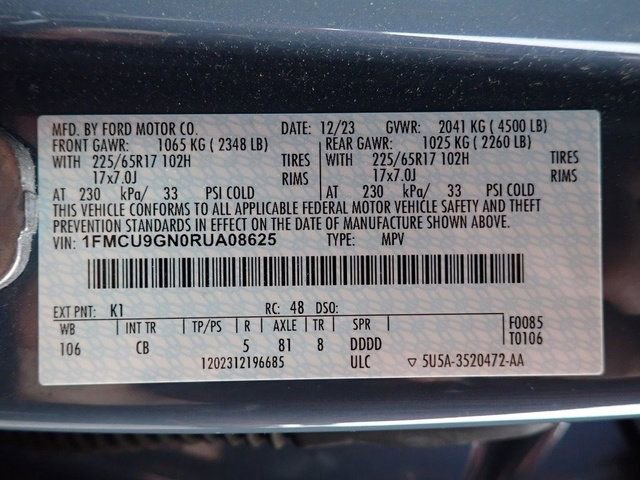 MFD. BY FORD MOTOR CO. DATE: 12/23 GVWR: 2041 KG ( 4500 LB)
FRONT GAWR: 1065 KG ( 2348 LB) REAR GAWR: 1025 KG ( 2260 LB)
WITH 225/65R17 102H TIRES WITH 225/65R17 102H TIRES
17x7.0J RIMS 17x7.0J RIMS
AT 230 kPa/ 33 PSI COLD AT 230 kPa/ 33 PSI COLD
THIS VEHICLE CONFORMS TO ALL APPLICABLE FEDERAL MOTOR VEHICLE SAFETY AND THEFT
PREVENTION STANDARDS IN EFFECT ON THE DATE OF MANUFACTURE SHOWN ABOVE.
VIN: 1FMCU9GN0RUA08625 TYPE: MPV
EXT PNT: K1 RC: 48 DSO:
WB INT TR TP/PS R AXLE TR SPR F0085
106 CB 5 81 8 DDDD T0106
1202312196685 ULC ▽ 5U5A-3520472-AA